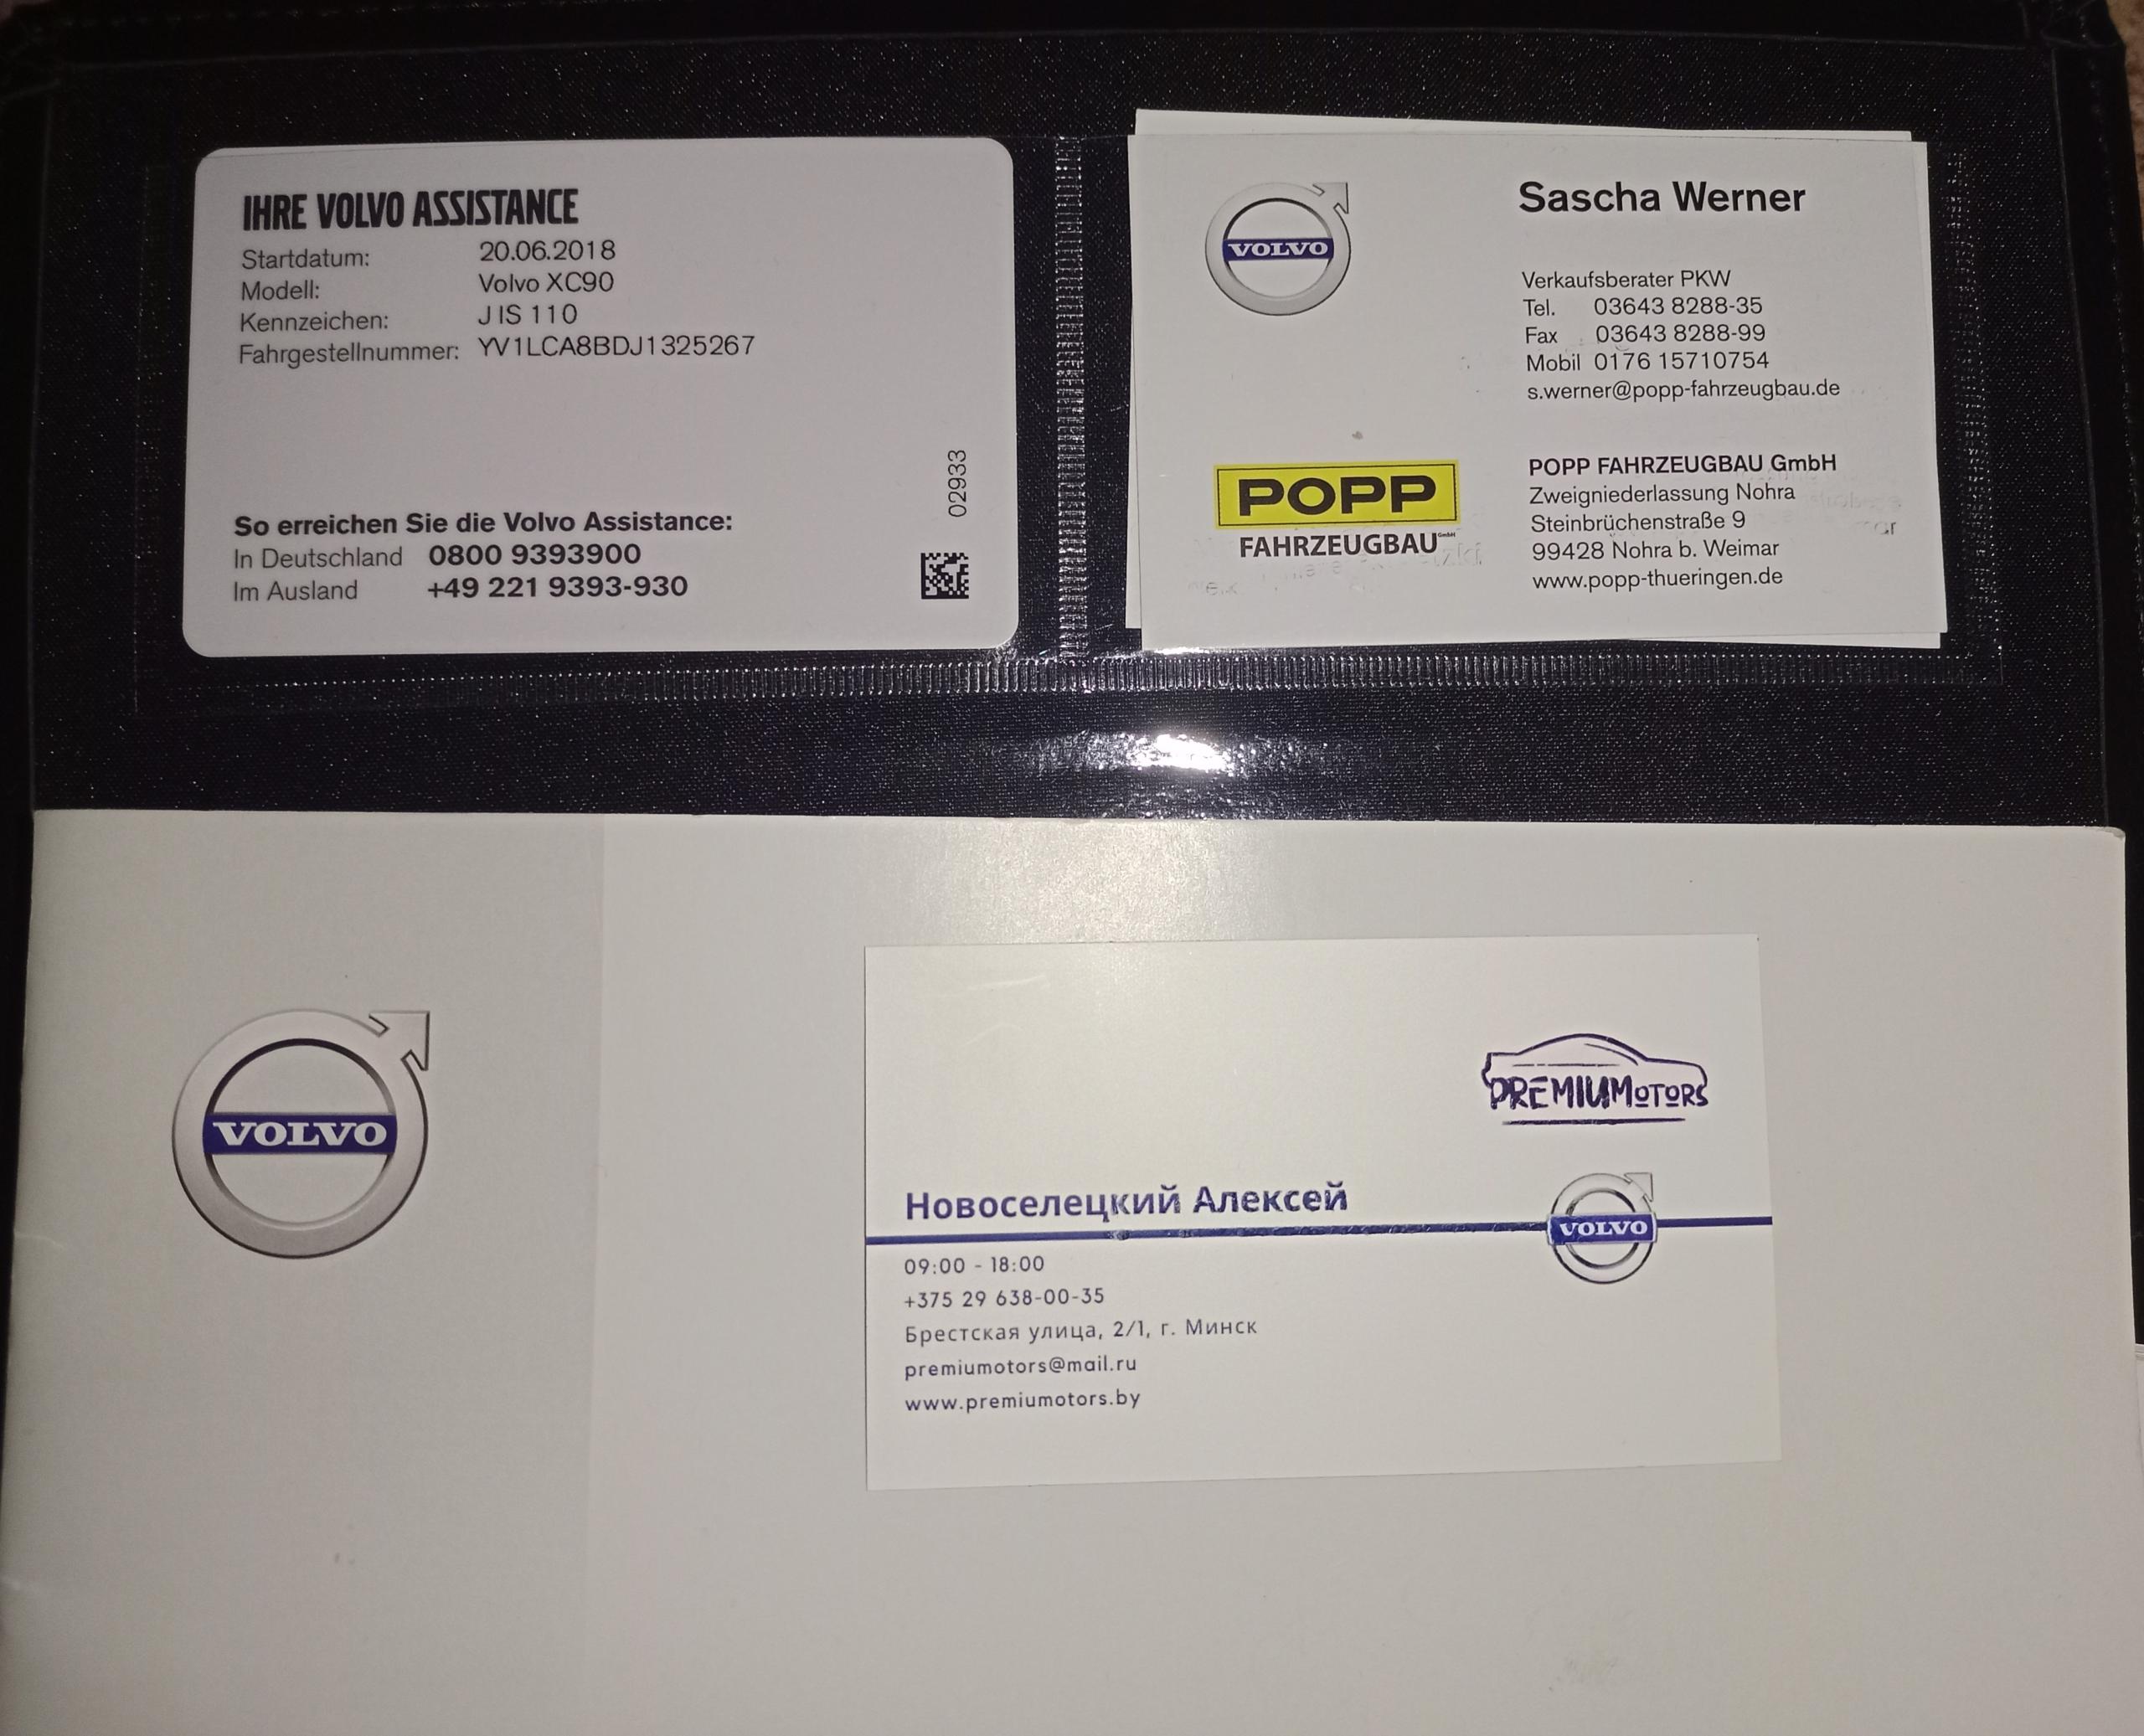 IHRE VOLVO ASSISTANCE
Startdatum: 20.06.2018
Modell: Volvo XC90
Kennzeichen: J IS 110
Fahrgestellnummer: YV1LCA8BDJ1325267
02933
So erreichen Sie die Volvo Assistance:
In Deutschland 0800 9393900
Im Ausland +49 221 9393-930
VOLVO
Sascha Werner
Verkaufsberater PKW
Tel. 03643 8288-35
Fax 03643 8288-99
Mobil 0176 15710754
s.werner@popp-fahrzeugbau.de
POPP
FAHRZEUGBAU GmbH
POPP FAHRZEUGBAU GmbH
Zweigniederlassung Nohra
Steinbrüchenstraße 9
99428 Nohra b. Weimar
www.popp-thueringen.de
VOLVO
PREMIUMOTORS
Новоселецкий Алексей
VOLVO
09:00 - 18:00
+375 29 638-00-35
Брестская улица, 2/1, г. Минск
premiumotors@mail.ru
www.premiumotors.by